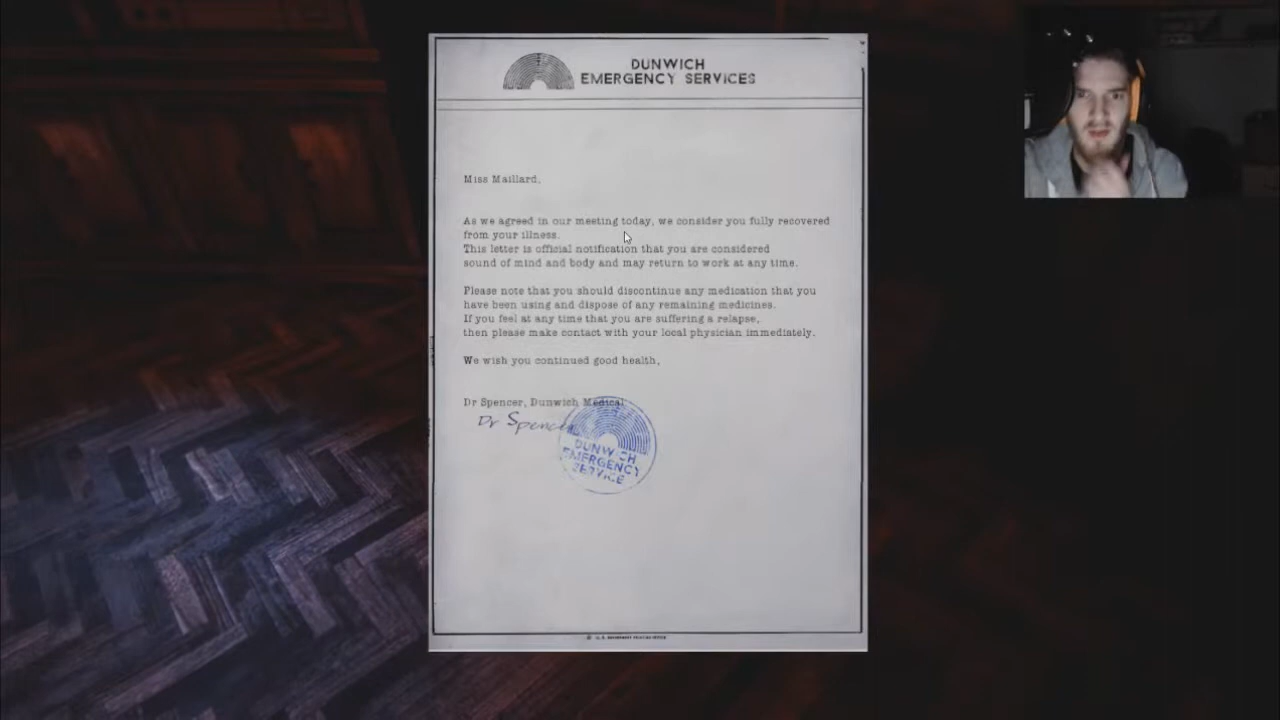 DUNWICH
EMERGENCY SERVICES
Miss Maillard,
As we agreed in our meeting today, we consider you fully recovered
from your illness.
This letter is official notification that you are considered
sound of mind and body and may return to work at any time.
Please note that you should discontinue any medication that you
have been using and dispose of any remaining medicines.
If you feel at any time that you are suffering a relapse,
then please make contact with your local physician immediately.
We wish you continued good health,
Dr Spencer, Dunwich Medical
Dr Spencer
DUNWICH
EMERGENCY
SERVICE